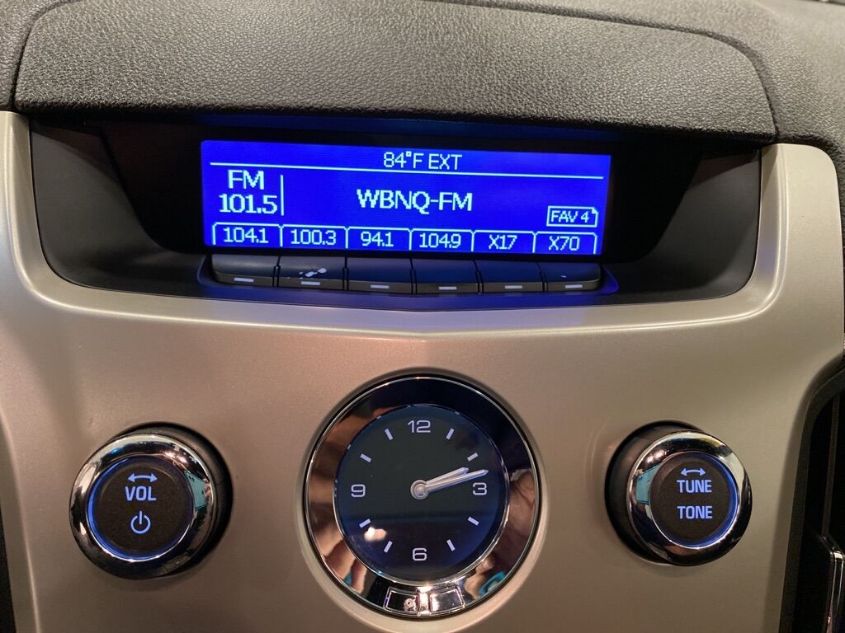 84°F EXT
FM
101.5
WBNQ-FM
FAV 4
104.1 100.3 94.1 104.9 X17 X70
12
9 3
6
VOL
TUNE
TONE